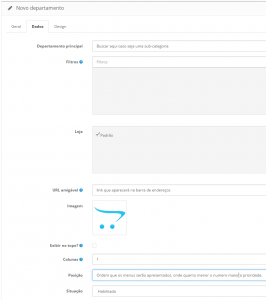 Novo departamento
Geral Dados Design
Departamento principal Buscar aqui caso seja uma sub categoria
Filtros Filtros
Loja Padrão
URL amigável link que aparecerá na barra de endereços
Imagem
Exibir no topo?
Colunas 1
Posição Ordem que os menus serão apresentados, onde quanto menor o numero maior a prioridade.
Situação Habilitado